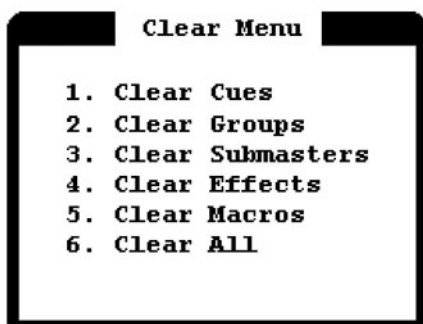 Clear Menu
1. Clear Cues
2. Clear Groups
3. Clear Submasters
4. Clear Effects
5. Clear Macros
6. Clear All